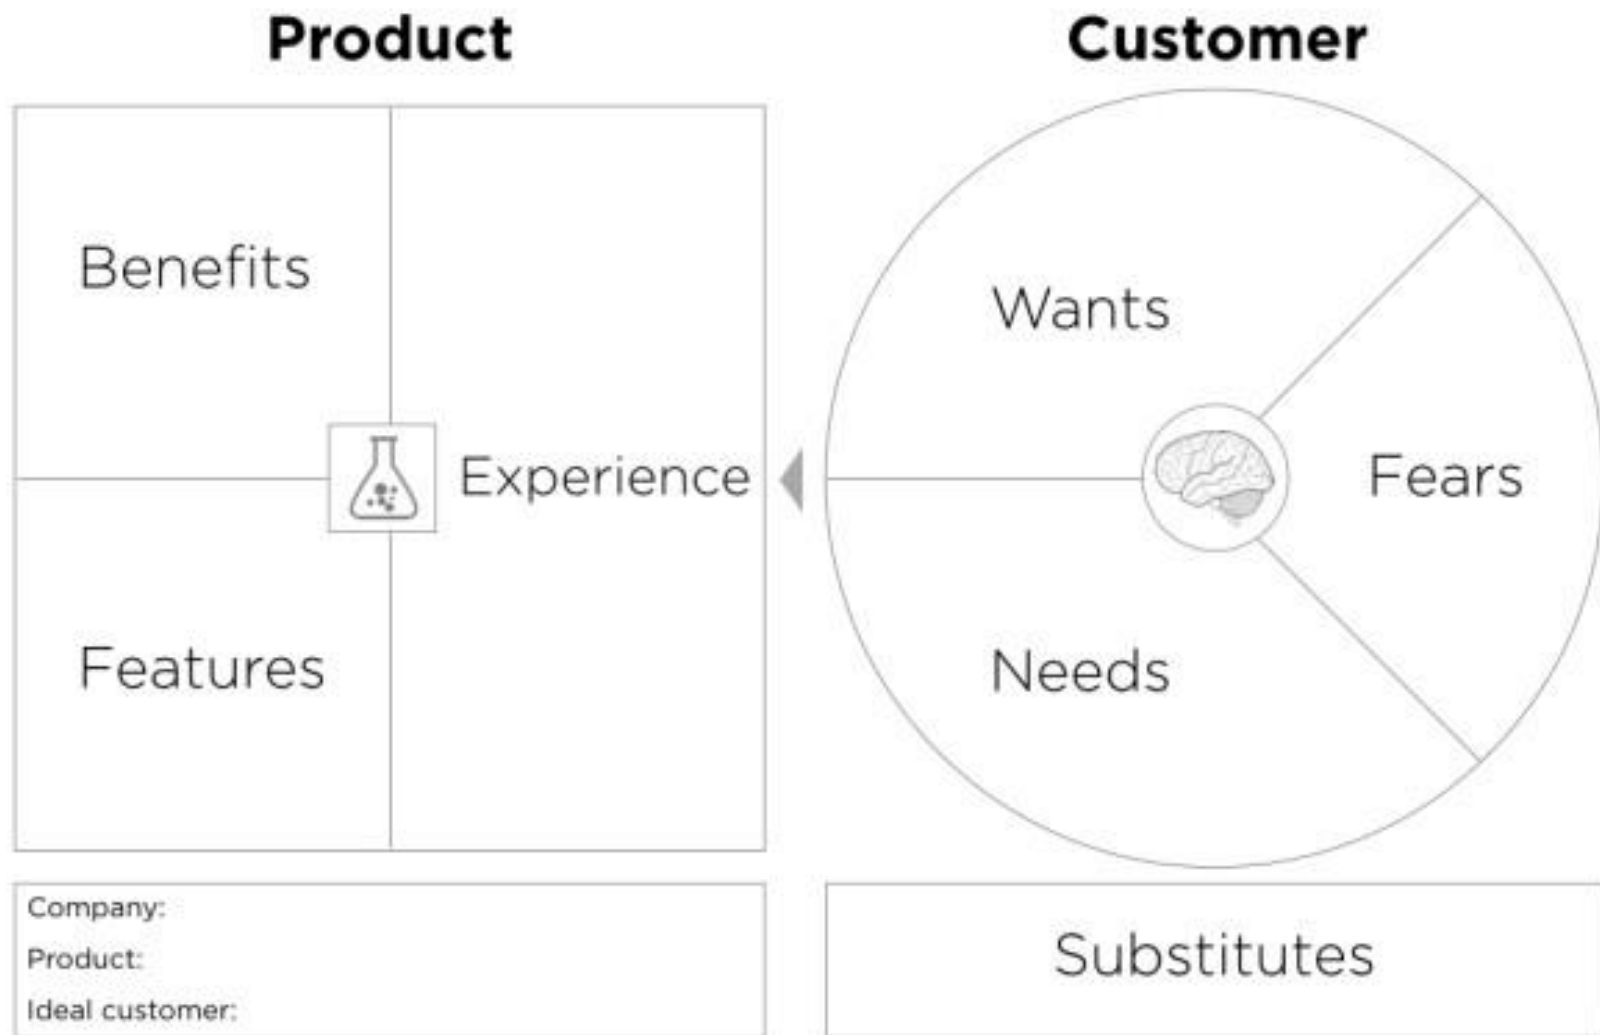 Product
Customer
Benefits
Experience
Features
Wants
Fears
Needs
Company:
Product:
Ideal customer:
Substitutes